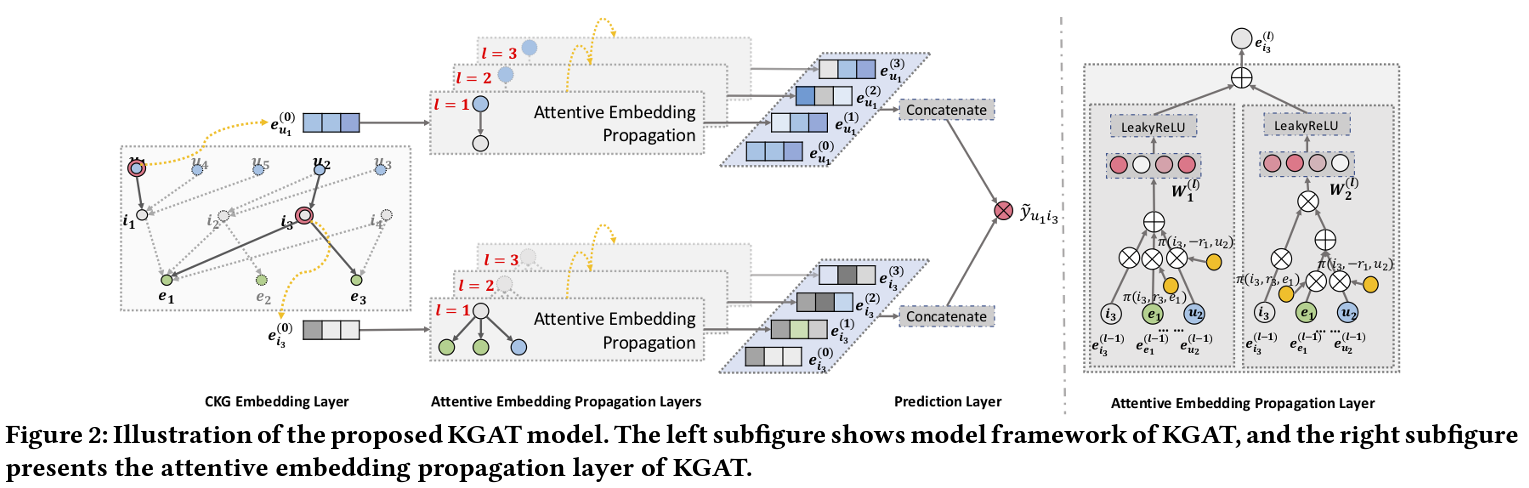 l = 3
l = 2
l = 1
Attentive Embedding
Propagation
e_{u_1}^{(0)}
e_{u_1}^{(3)}
e_{u_1}^{(2)}
e_{u_1}^{(1)}
e_{u_1}^{(0)}
Concatenate
u_1 u_4 u_5 u_2 u_3
i_1 i_2 i_3 i_4
e_1 e_2 e_3
e_{i_3}^{(0)}
l = 3
l = 2
l = 1
Attentive Embedding
Propagation
e_{i_3}^{(3)}
e_{i_3}^{(2)}
e_{i_3}^{(1)}
e_{i_3}^{(0)}
Concatenate
ỹ_{u_1 i_3}
CKG Embedding Layer
Attentive Embedding Propagation Layers
Prediction Layer
e_{i_3}^{(l)}
LeakyReLU
W_1^{(l)}
π(i_3, −r_1, u_2)
π(i_3, r_3, e_1)
i_3 e_1 u_2
... ...
e_{i_3}^{(l−1)} e_{e_1}^{(l−1)} e_{u_2}^{(l−1)}
LeakyReLU
W_2^{(l)}
π(i_3, −r_1, u_2)
π(i_3, r_3, e_1)
i_3 e_1 u_2
... ...
e_{i_3}^{(l−1)} e_{e_1}^{(l−1)} e_{u_2}^{(l−1)}
Attentive Embedding Propagation Layer
Figure 2: Illustration of the proposed KGAT model. The left subfigure shows model framework of KGAT, and the right subfigure
presents the attentive embedding propagation layer of KGAT.